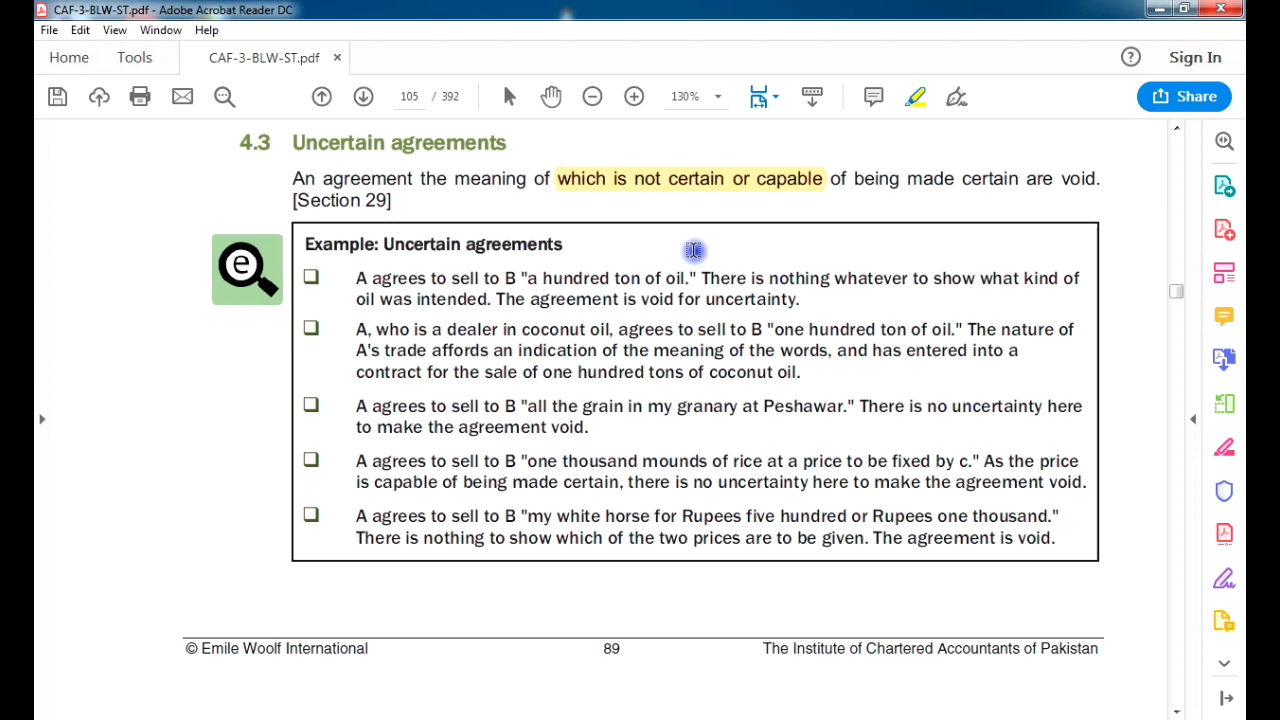 CAF-3-BLW-ST.pdf - Adobe Acrobat Reader DC
File Edit View Window Help
Home Tools CAF-3-BLW-ST.pdf × Sign In
105 / 392 130% Share
4.3 Uncertain agreements
An agreement the meaning of which is not certain or capable of being made certain are void.
[Section 29]
Example: Uncertain agreements
A agrees to sell to B "a hundred ton of oil." There is nothing whatever to show what kind of
oil was intended. The agreement is void for uncertainty.
A, who is a dealer in coconut oil, agrees to sell to B "one hundred ton of oil." The nature of
A's trade affords an indication of the meaning of the words, and has entered into a
contract for the sale of one hundred tons of coconut oil.
A agrees to sell to B "all the grain in my granary at Peshawar." There is no uncertainty here
to make the agreement void.
A agrees to sell to B "one thousand mounds of rice at a price to be fixed by c." As the price
is capable of being made certain, there is no uncertainty here to make the agreement void.
A agrees to sell to B "my white horse for Rupees five hundred or Rupees one thousand."
There is nothing to show which of the two prices are to be given. The agreement is void.
© Emile Woolf International 89 The Institute of Chartered Accountants of Pakistan